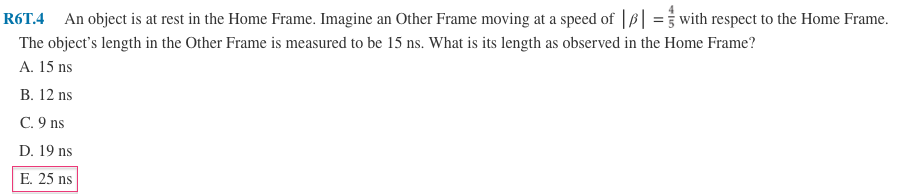 R6T.4 An object is at rest in the Home Frame. Imagine an Other Frame moving at a speed of |β| = 4/5 with respect to the Home Frame.
The object's length in the Other Frame is measured to be 15 ns. What is its length as observed in the Home Frame?
A. 15 ns
B. 12 ns
C. 9 ns
D. 19 ns
E. 25 ns